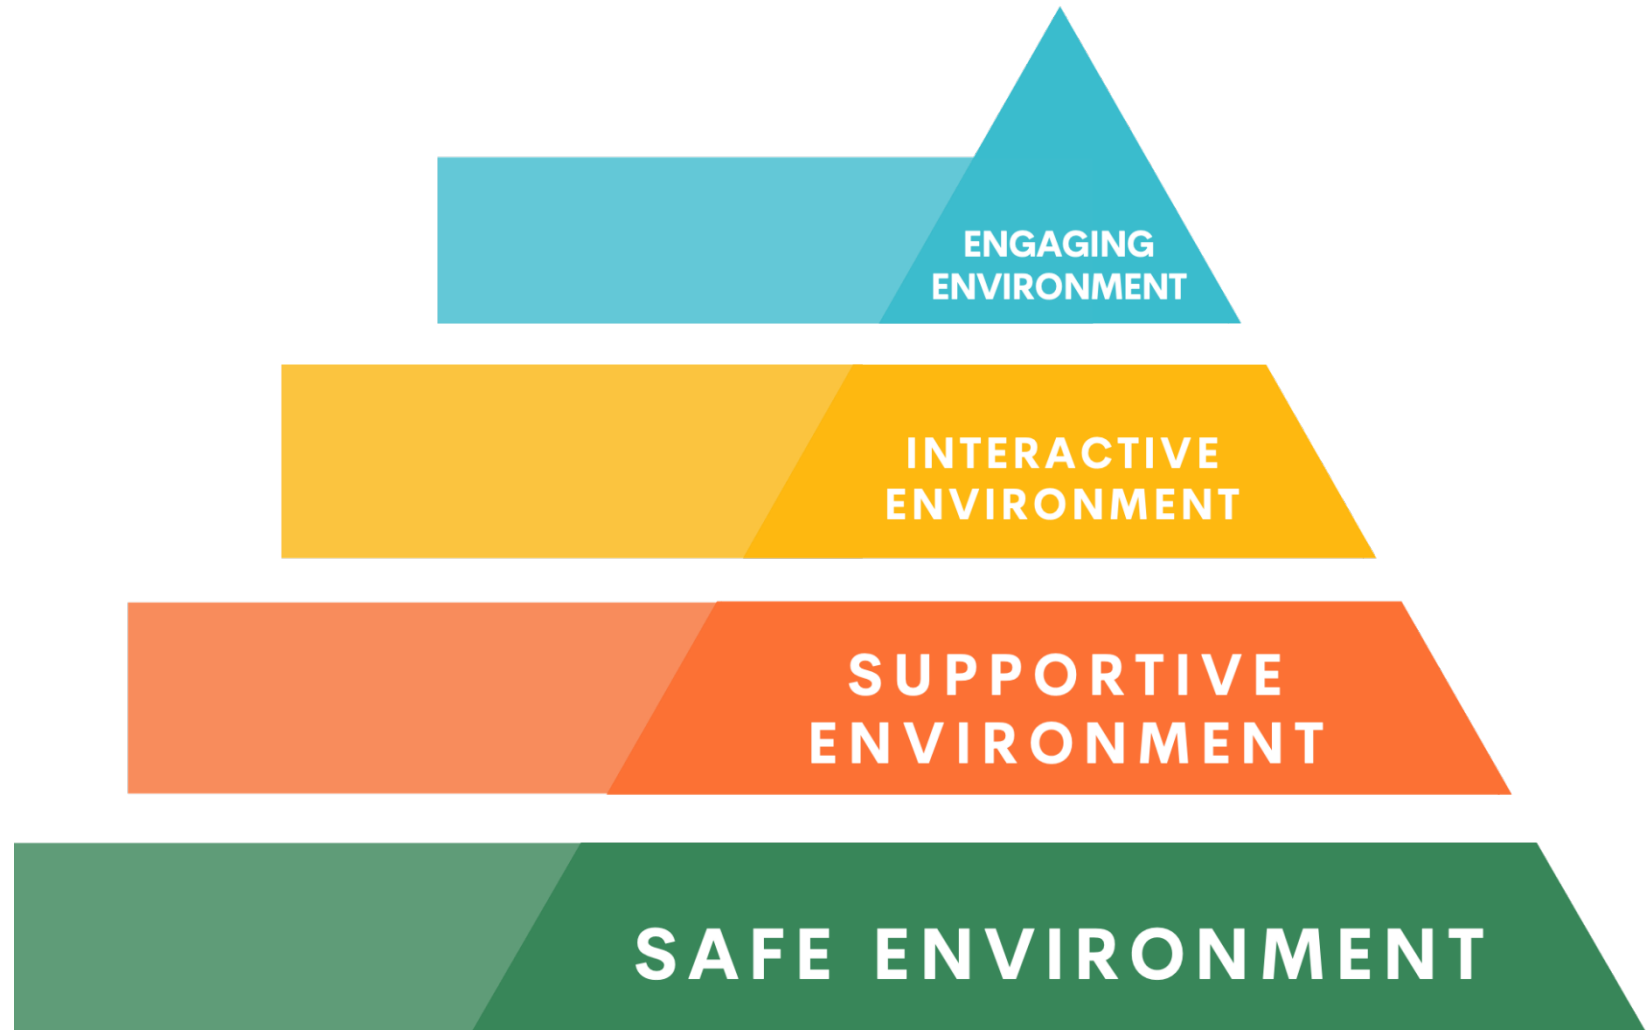 ENGAGING
ENVIRONMENT
INTERACTIVE
ENVIRONMENT
SUPPORTIVE
ENVIRONMENT
SAFE ENVIRONMENT